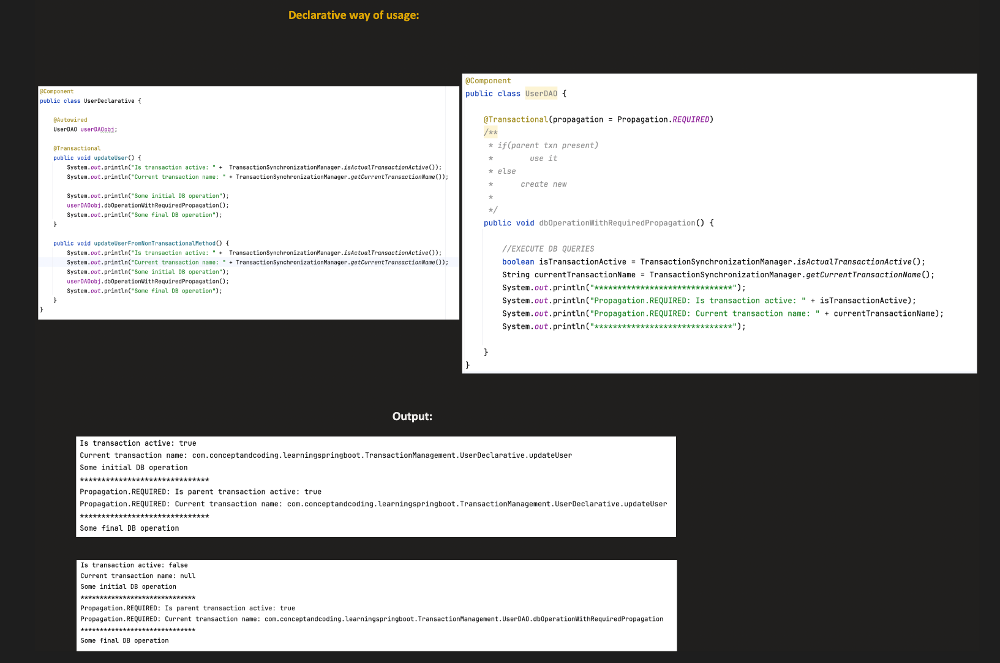 Declarative way of usage:
@Component
public class UserDeclarative {
@Autowired
UserDAO userDAOobj;
@Transactional
public void updateUser() {
System.out.println("Is transaction active: " +  TransactionSynchronizationManager.isActualTransactionActive());
System.out.println("Current transaction name: " + TransactionSynchronizationManager.getCurrentTransactionName());
System.out.println("Some initial DB operation");
userDAOobj.dbOperationWithRequiredPropagation();
System.out.println("Some final DB operation");
}
public void updateUserFromNonTransactionalMethod() {
System.out.println("Is transaction active: " +  TransactionSynchronizationManager.isActualTransactionActive());
System.out.println("Current transaction name: " + TransactionSynchronizationManager.getCurrentTransactionName());
System.out.println("Some initial DB operation");
userDAOobj.dbOperationWithRequiredPropagation();
System.out.println("Some final DB operation");
}
}
@Component
public class UserDAO {
@Transactional(propagation = Propagation.REQUIRED)
/**
* if(parent txn present)
*        use it
* else
*      create new
*
*/
public void dbOperationWithRequiredPropagation() {
//EXECUTE DB QUERIES
boolean isTransactionActive = TransactionSynchronizationManager.isActualTransactionActive();
String currentTransactionName = TransactionSynchronizationManager.getCurrentTransactionName();
System.out.println("******************************");
System.out.println("Propagation.REQUIRED: Is transaction active: " + isTransactionActive);
System.out.println("Propagation.REQUIRED: Current transaction name: " + currentTransactionName);
System.out.println("******************************");
}
}
Output:
Is transaction active: true
Current transaction name: com.conceptandcoding.learningspringboot.TransactionManagement.UserDeclarative.updateUser
Some initial DB operation
******************************
Propagation.REQUIRED: Is parent transaction active: true
Propagation.REQUIRED: Current transaction name: com.conceptandcoding.learningspringboot.TransactionManagement.UserDeclarative.updateUser
******************************
Some final DB operation
Is transaction active: false
Current transaction name: null
Some initial DB operation
******************************
Propagation.REQUIRED: Is parent transaction active: true
Propagation.REQUIRED: Current transaction name: com.conceptandcoding.learningspringboot.TransactionManagement.UserDAO.dbOperationWithRequiredPropagation
******************************
Some final DB operation